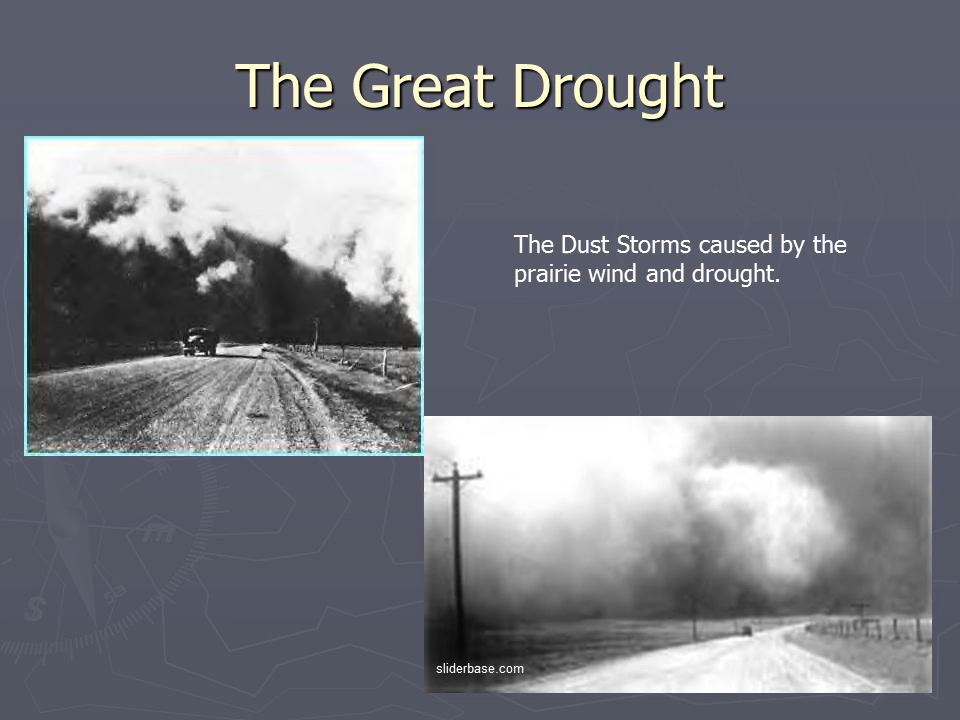 The Great Drought
The Dust Storms caused by the
prairie wind and drought.
sliderbase.com